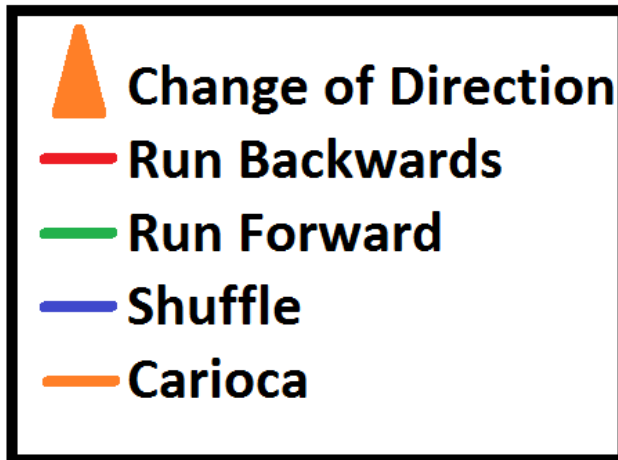 Change of Direction
Run Backwards
Run Forward
Shuffle
Carioca